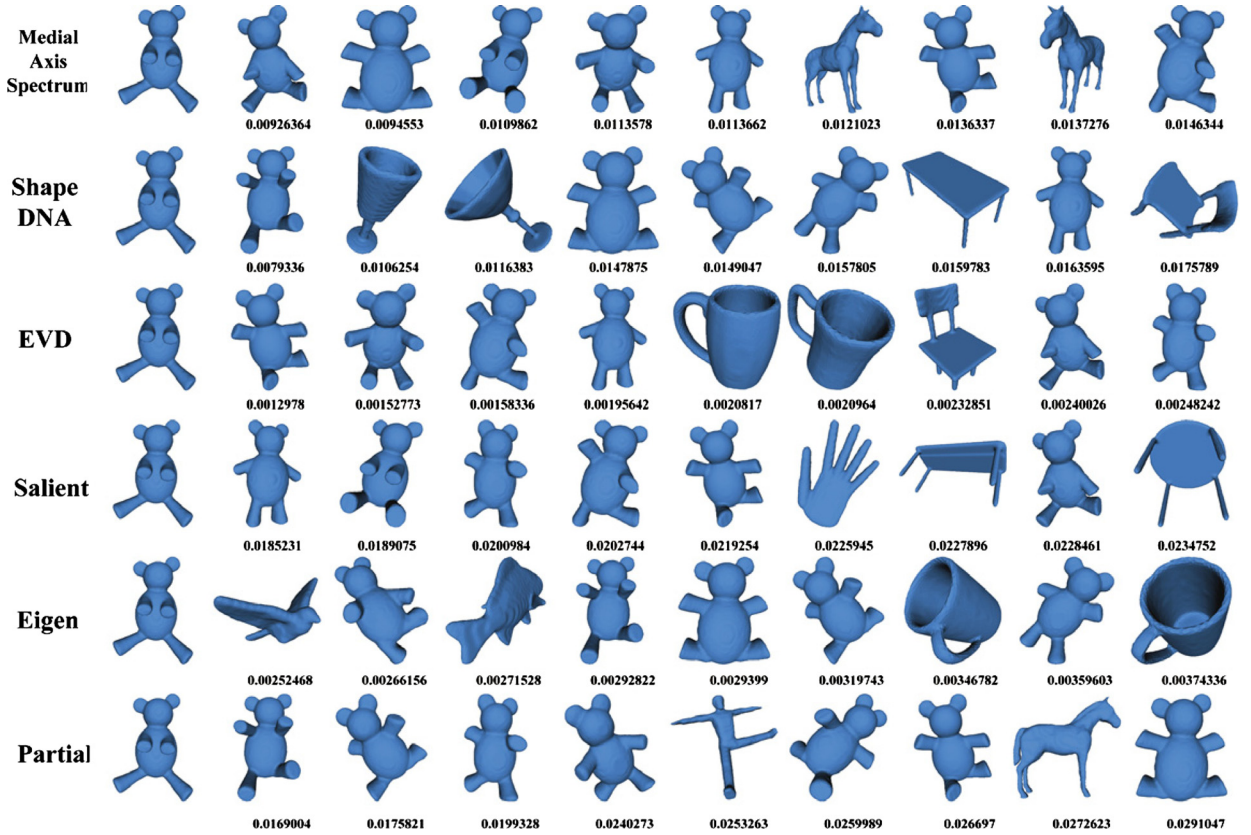 Medial
Axis
Spectrum
0.00926364 0.0094553 0.0109862 0.0113578 0.0113662 0.0121023 0.0136337 0.0137276 0.0146344
Shape
DNA
0.0079336 0.0106254 0.0116383 0.0147875 0.0149047 0.0157805 0.0159783 0.0163595 0.0175789
EVD
0.0012978 0.00152773 0.00158336 0.00195642 0.0020817 0.0020964 0.00232851 0.00240026 0.00248242
Salient
0.0185231 0.0189075 0.0200984 0.0202744 0.0219254 0.0225945 0.0227896 0.0228461 0.0234752
Eigen
0.00252468 0.00266156 0.00271528 0.00292822 0.0029399 0.00319743 0.00346782 0.00359603 0.00374336
Partial
0.0169004 0.0175821 0.0199328 0.0240273 0.0253263 0.0259989 0.026697 0.0272623 0.0291047